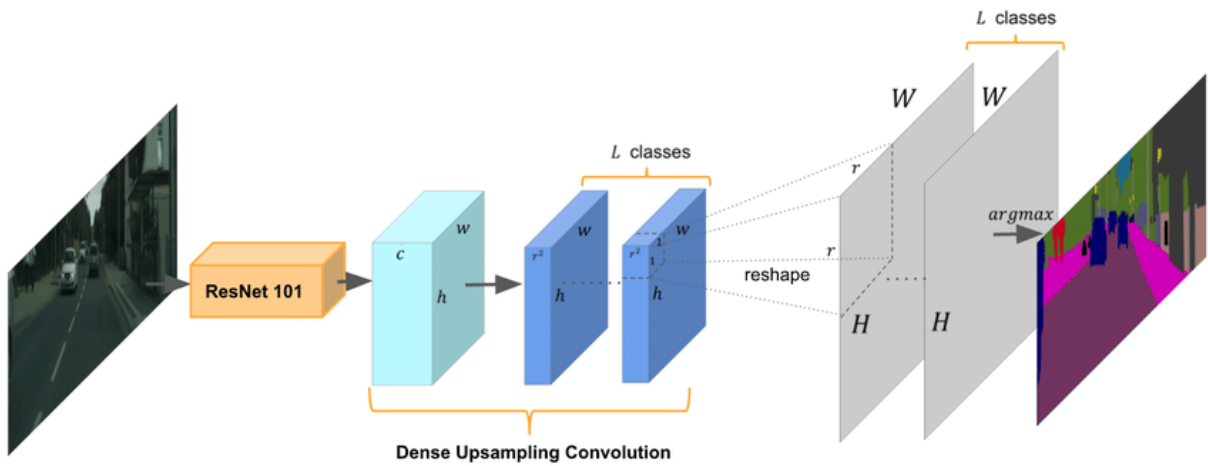 L classes
W
W
L classes
r
argmax
w
w
w
c
r²
r²
1
1
r
reshape
ResNet 101
h
h
h
H
H
Dense Upsampling Convolution